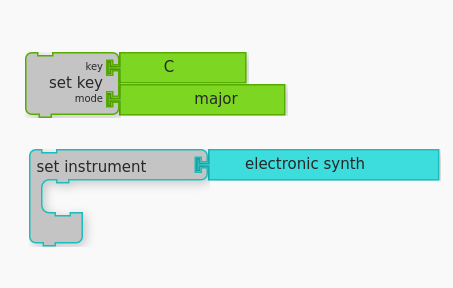 key
C
set key
mode
major
set instrument
electronic synth